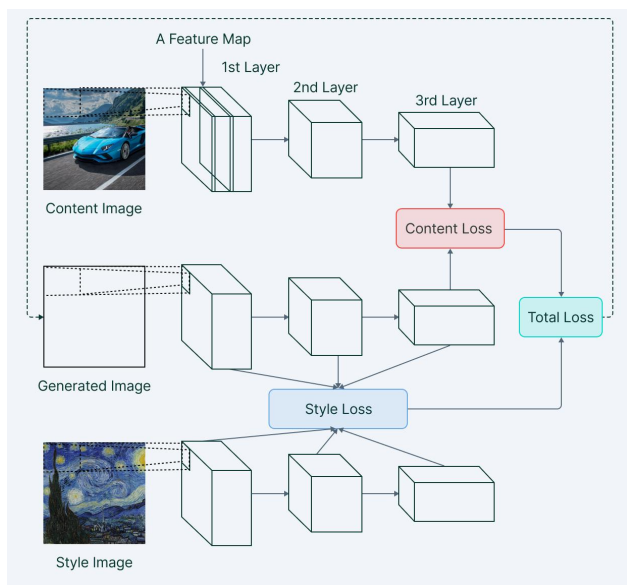 A Feature Map
1st Layer
2nd Layer
3rd Layer
Content Image
Content Loss
Total Loss
Generated Image
Style Loss
Style Image